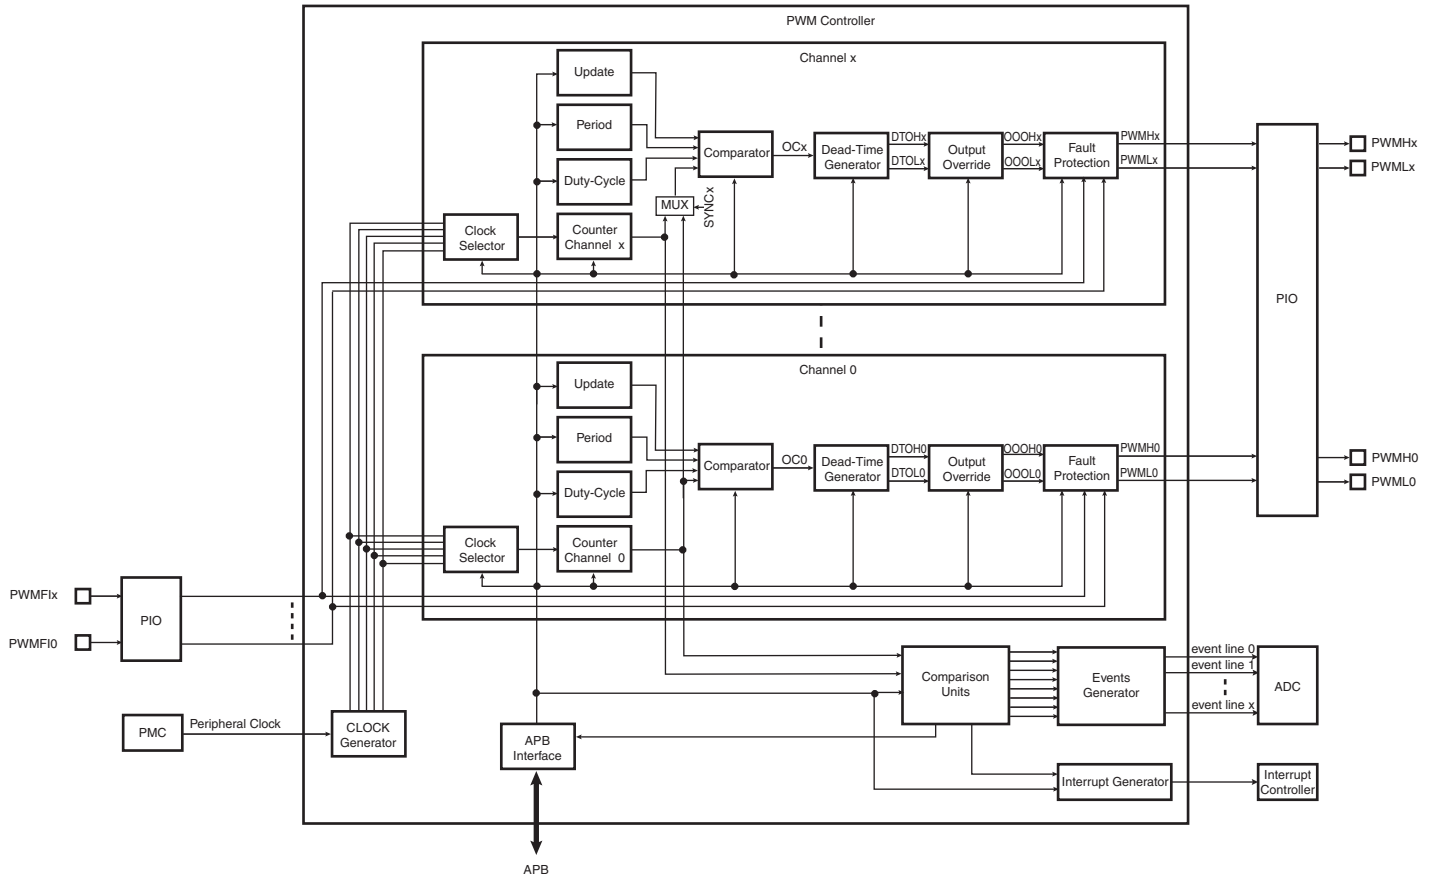 PWM Controller
Channel x
Update
Period
Comparator
OCx
Dead-Time
Generator
DTOHx
DTOLx
Output
Override
OOOHx
OOOLx
Fault
Protection
PWMHx
PWMLx
PWMHx
PWMLx
Duty-Cycle
MUX
SYNCx
Clock
Selector
Counter
Channel x
PIO
Channel 0
Update
Period
Comparator
OC0
Dead-Time
Generator
DTOH0
DTOL0
Output
Override
OOOH0
OOOL0
Fault
Protection
PWMH0
PWML0
PWMH0
PWML0
Duty-Cycle
Clock
Selector
Counter
Channel 0
PWMFIx
PWMFI0
PIO
Comparison
Units
Events
Generator
event line 0
event line 1
event line x
ADC
PMC
Peripheral Clock
CLOCK
Generator
APB
Interface
Interrupt Generator
Interrupt
Controller
APB